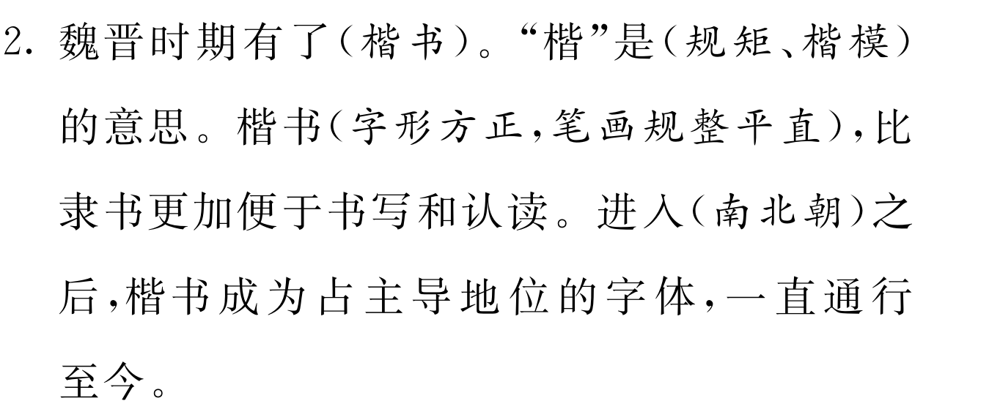 2. 魏晋时期有了(楷书)。“楷”是(规矩、楷模)
的意思。楷书(字形方正,笔画规整平直),比
隶书更加便于书写和认读。进入(南北朝)之
后,楷书成为占主导地位的字体,一直通行
至今。